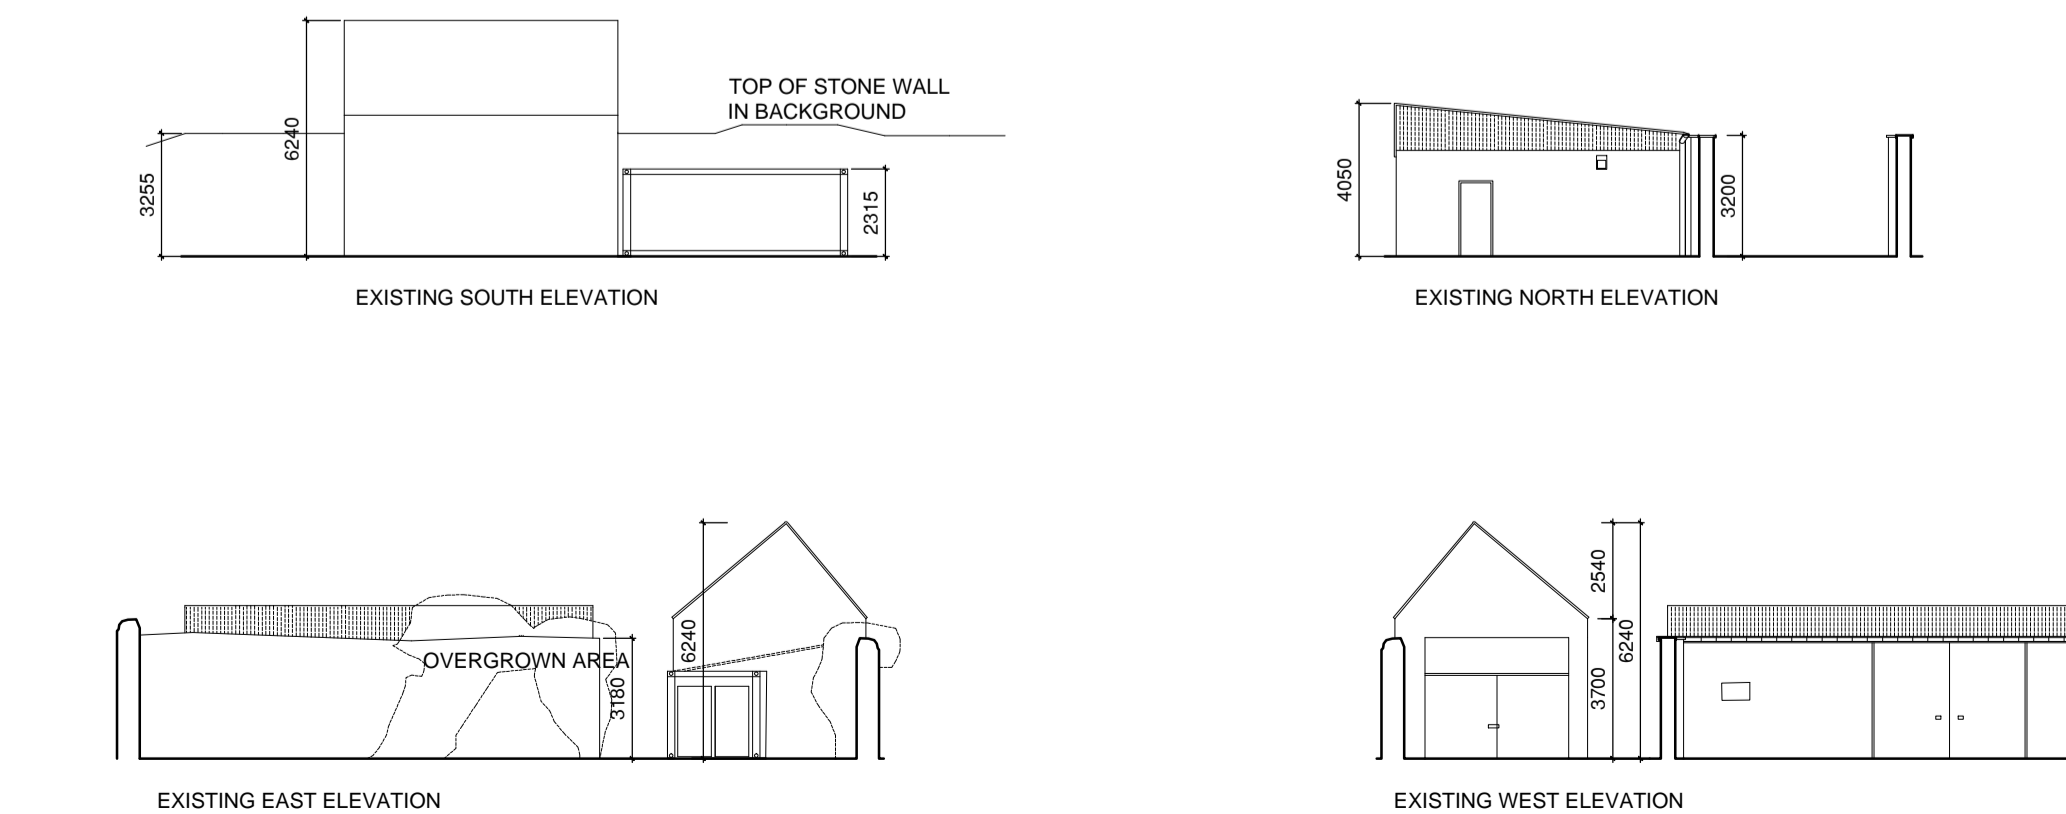 TOP OF STONE WALL
IN BACKGROUND
6240
3255
2315
EXISTING SOUTH ELEVATION
4050
3200
EXISTING NORTH ELEVATION
OVERGROWN AREA
3180
6240
EXISTING EAST ELEVATION
2540
6240
3700
EXISTING WEST ELEVATION